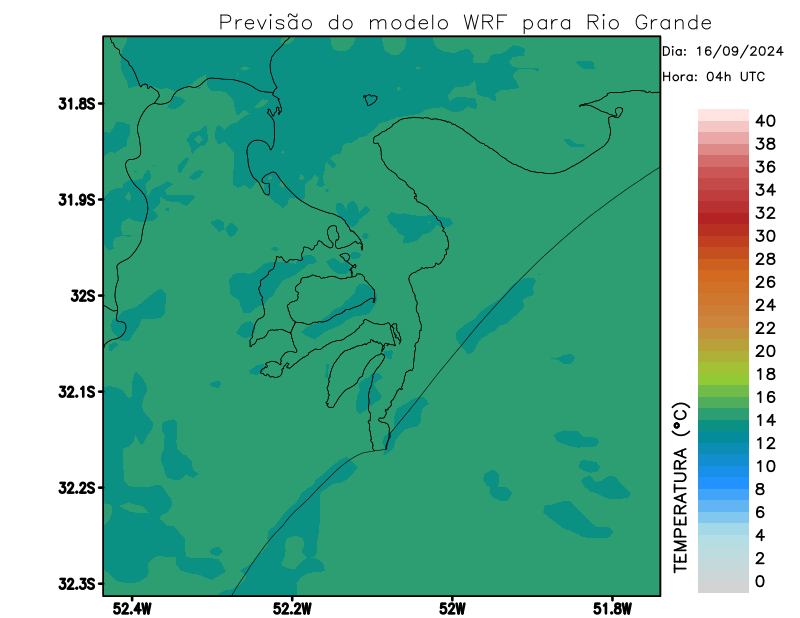 Previsão do modelo WRF para Rio Grande
Dia: 16/09/2024
Hora: 04h UTC
31.8S
31.9S
32S
32.1S
32.2S
32.3S
52.4W
52.2W
52W
51.8W
TEMPERATURA (°C)
40
38
36
34
32
30
28
26
24
22
20
18
16
14
12
10
8
6
4
2
0